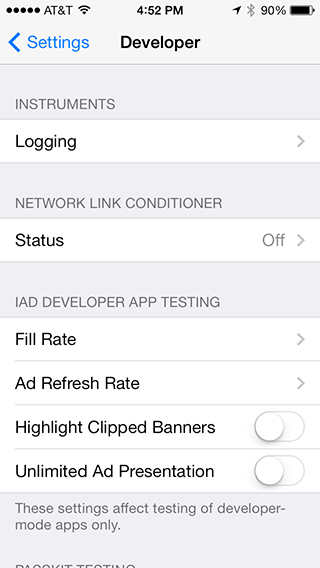 AT&T 4:52 PM 90%
Settings Developer
INSTRUMENTS
Logging
NETWORK LINK CONDITIONER
Status Off
IAD DEVELOPER APP TESTING
Fill Rate
Ad Refresh Rate
Highlight Clipped Banners
Unlimited Ad Presentation
These settings affect testing of developer-
mode apps only.
PASSKIT TESTING